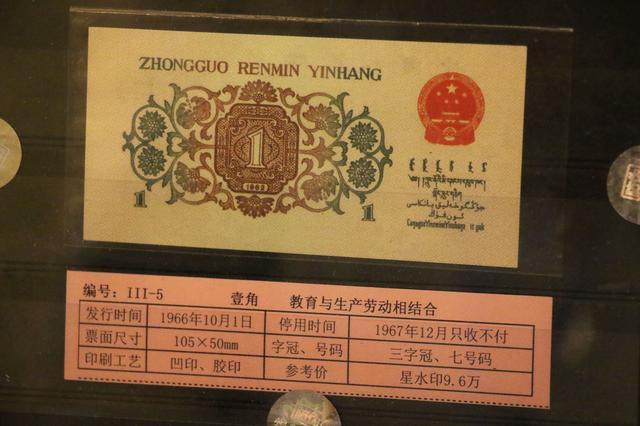 ZHONGGUO RENMIN YINHANG
1
1962
1
1
编号：III-5 壹角 教育与生产劳动相结合
发行时间 1966年10月1日 停用时间 1967年12月只收不付
票面尺寸 105×50mm 字冠、号码 三字冠、七号码
印刷工艺 凹印、胶印 参考价 星水印9.6万